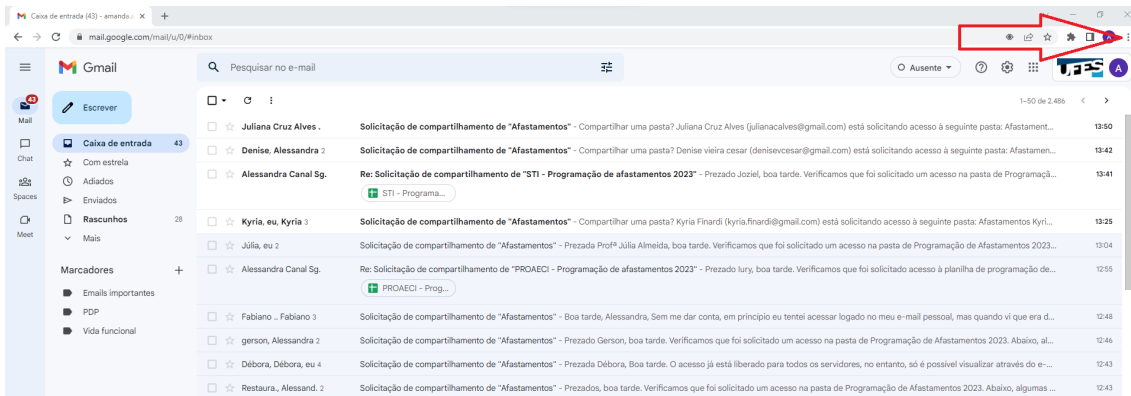 Caixa de entrada (43) - amanda.
mail.google.com/mail/u/0/#inbox
A
Gmail
Pesquisar no e-mail
Ausente
UFES
A
43
Mail
Escrever
1–50 de 2.486
Caixa de entrada 43
Chat
Com estrela
Adiados
Spaces
Enviados
Rascunhos 28
Meet
Mais
Marcadores
Emails importantes
PDP
Vida funcional
Juliana Cruz Alves . Solicitação de compartilhamento de "Afastamentos" - Compartilhar uma pasta? Juliana Cruz Alves (julianacalves@gmail.com) está solicitando acesso à seguinte pasta: Afastament... 13:50
Denise, Alessandra 2 Solicitação de compartilhamento de "Afastamentos" - Compartilhar uma pasta? Denise vieira cesar (denisevcesar@gmail.com) está solicitando acesso à seguinte pasta: Afastamen... 13:42
Alessandra Canal Sg. Re: Solicitação de compartilhamento de "STI - Programação de afastamentos 2023" - Prezado Joziel, boa tarde. Verificamos que foi solicitado um acesso na pasta de Programaçã... 13:41
STI - Programa...
Kyria, eu, Kyria 3 Solicitação de compartilhamento de "Afastamentos" - Compartilhar uma pasta? Kyria Finardi (kyria.finardi@gmail.com) está solicitando acesso à seguinte pasta: Afastamentos Kyri... 13:25
Júlia, eu 2 Solicitação de compartilhamento de "Afastamentos" - Prezada Profª Júlia Almeida, boa tarde. Verificamos que foi solicitado um acesso na pasta de Programação de Afastamentos 2023... 13:04
Alessandra Canal Sg. Re: Solicitação de compartilhamento de "PROAECI - Programação de afastamentos 2023" - Prezado Iury, boa tarde. Verificamos que foi solicitado acesso à planilha de programação de... 12:55
PROAECI - Prog...
Fabiano .. Fabiano 3 Solicitação de compartilhamento de "Afastamentos" - Boa tarde, Alessandra, Sem me dar conta, em princípio eu tentei acessar logado no meu e-mail pessoal, mas quando vi que era d... 12:48
gerson, Alessandra 2 Solicitação de compartilhamento de "Afastamentos" - Prezado Gerson, boa tarde. Verificamos que foi solicitado um acesso na pasta de Programação de Afastamentos 2023. Abaixo, al... 12:46
Débora, Débora, eu 4 Solicitação de compartilhamento de "Afastamentos" - Prezada Débora, Boa tarde. O acesso já está liberado para todos os servidores, no entanto, só é possível visualizar através do e-... 12:43
Restaura., Alessand. 2 Solicitação de compartilhamento de "Afastamentos" - Prezados, boa tarde. Verificamos que foi solicitado um acesso na pasta de Programação de Afastamentos 2023. Abaixo, algumas ... 12:43